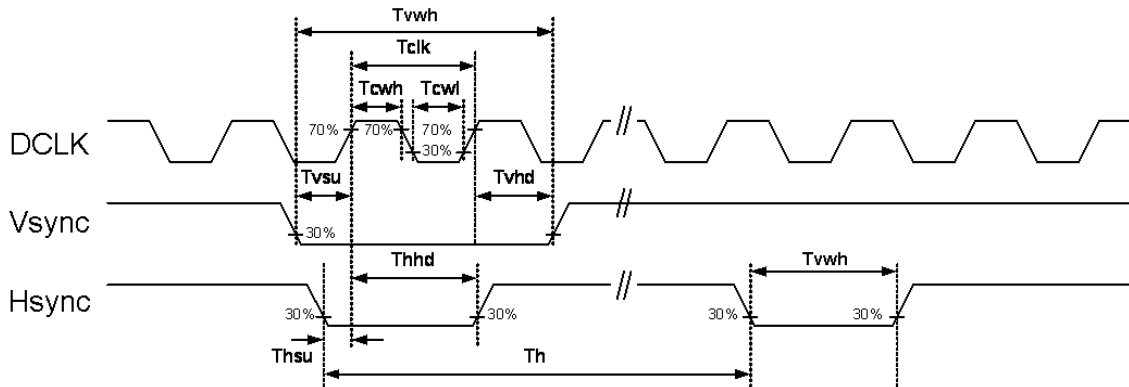 Tvwh
Tclk
Tcwh Tcwl
DCLK 70% 70% 70%
30%
Tvsu Tvhd
Vsync 30%
Thhd Tvwh
Hsync 30% 30% 30% 30%
Thsu Th